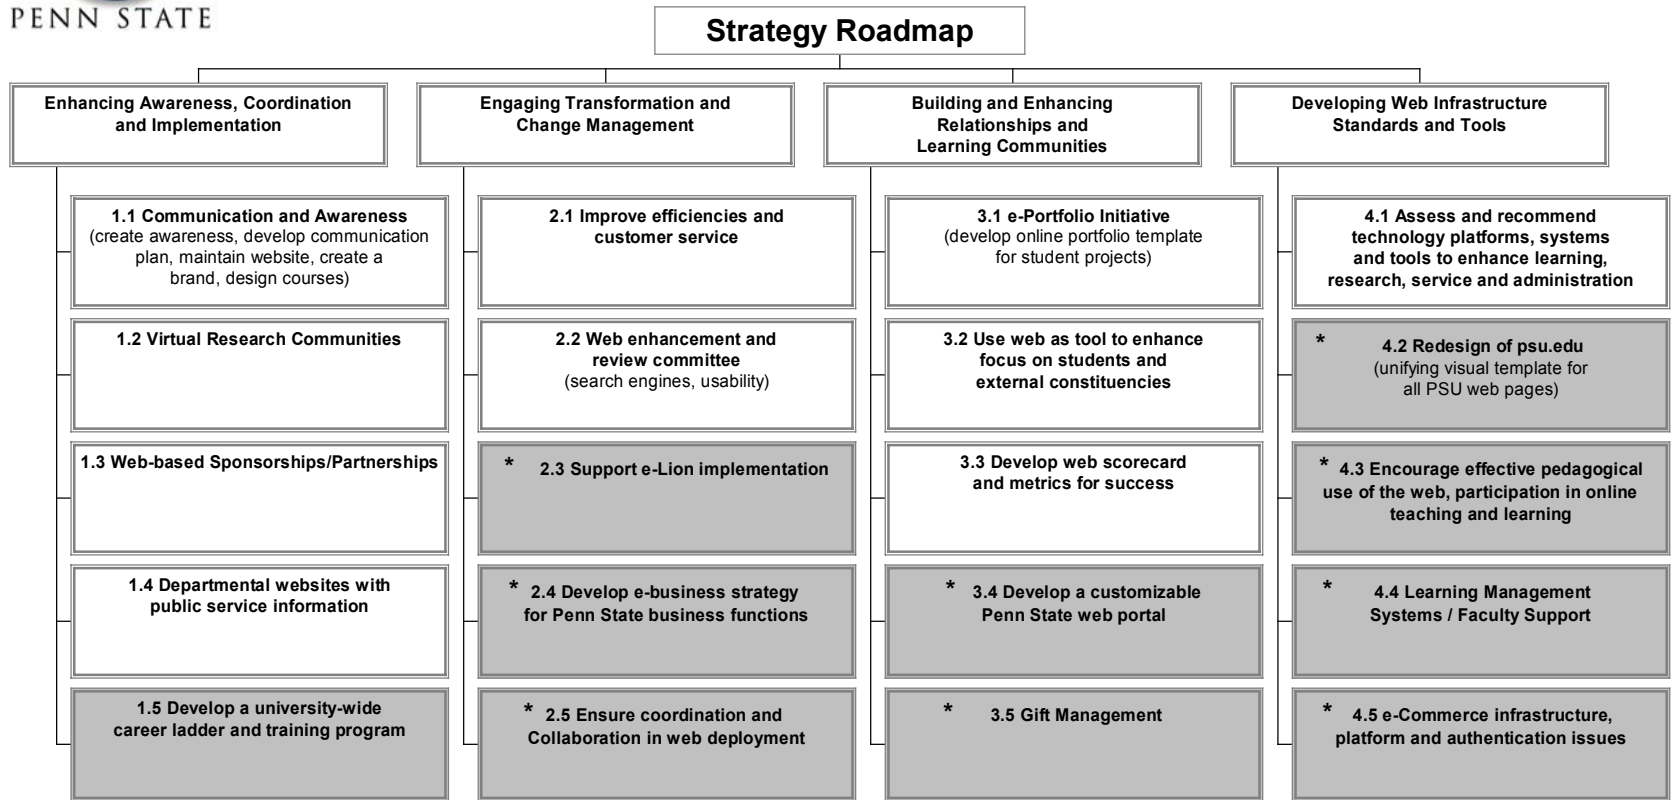 PENN STATE
Strategy Roadmap
Enhancing Awareness, Coordination
and Implementation
Engaging Transformation and
Change Management
Building and Enhancing
Relationships and
Learning Communities
Developing Web Infrastructure
Standards and Tools
1.1 Communication and Awareness
(create awareness, develop communication
plan, maintain website, create a
brand, design courses)
2.1 Improve efficiencies and
customer service
3.1 e-Portfolio Initiative
(develop online portfolio template
for student projects)
4.1 Assess and recommend
technology platforms, systems
and tools to enhance learning,
research, service and administration
1.2 Virtual Research Communities
2.2 Web enhancement and
review committee
(search engines, usability)
3.2 Use web as tool to enhance
focus on students and
external constituencies
* 4.2 Redesign of psu.edu
(unifying visual template for
all PSU web pages)
1.3 Web-based Sponsorships/Partnerships
* 2.3 Support e-Lion implementation
3.3 Develop web scorecard
and metrics for success
* 4.3 Encourage effective pedagogical
use of the web, participation in online
teaching and learning
1.4 Departmental websites with
public service information
* 2.4 Develop e-business strategy
for Penn State business functions
* 3.4 Develop a customizable
Penn State web portal
* 4.4 Learning Management
Systems / Faculty Support
1.5 Develop a university-wide
career ladder and training program
* 2.5 Ensure coordination and
Collaboration in web deployment
* 3.5 Gift Management
* 4.5 e-Commerce infrastructure,
platform and authentication issues